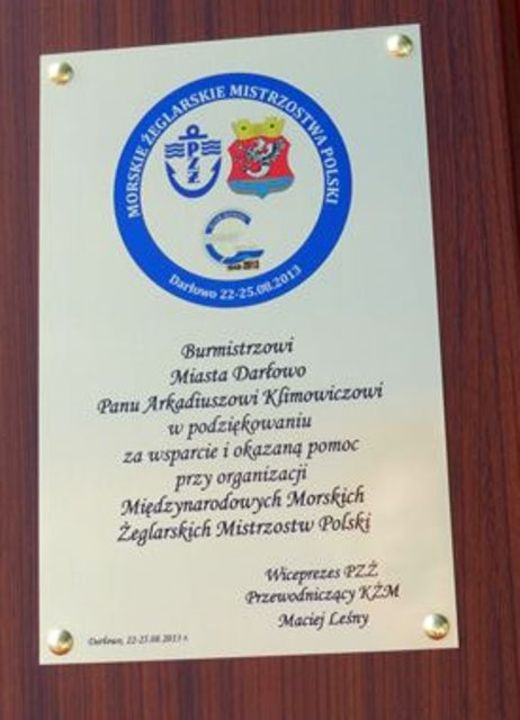 MORSKIE ŻEGLARSKIE MISTRZOSTWA POLSKI
PZŻ
2013
Darłowo 22-25.08.2013
Burmistrzowi
Miasta Darłowo
Panu Arkadiuszowi Klimowiczowi
w podziękowaniu
za wsparcie i okazaną pomoc
przy organizacji
Międzynarodowych Morskich
Żeglarskich Mistrzostw Polski
Wiceprezes PZŻ
Przewodniczący KŻM
Maciej Leśny
Darłowo, 22-25.08.2013 r.